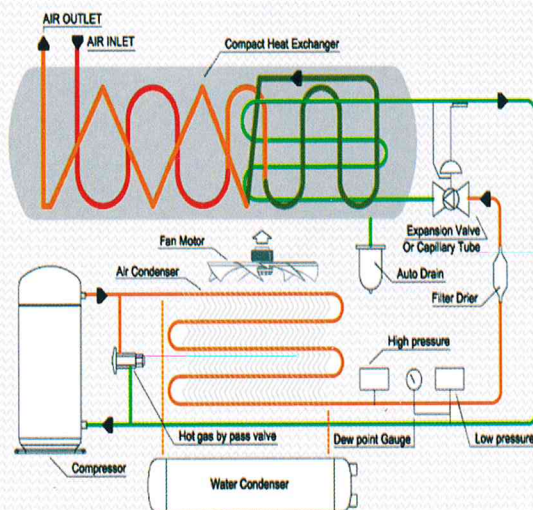 AIR OUTLET
AIR INLET
Compact Heat Exchanger
Expansion Valve
Or Capillary Tube
Fan Motor
Air Condenser
Auto Drain
Filter Drier
High pressure
Hot gas by pass valve
Dew point Gauge
Low pressure
Compressor
Water Condenser